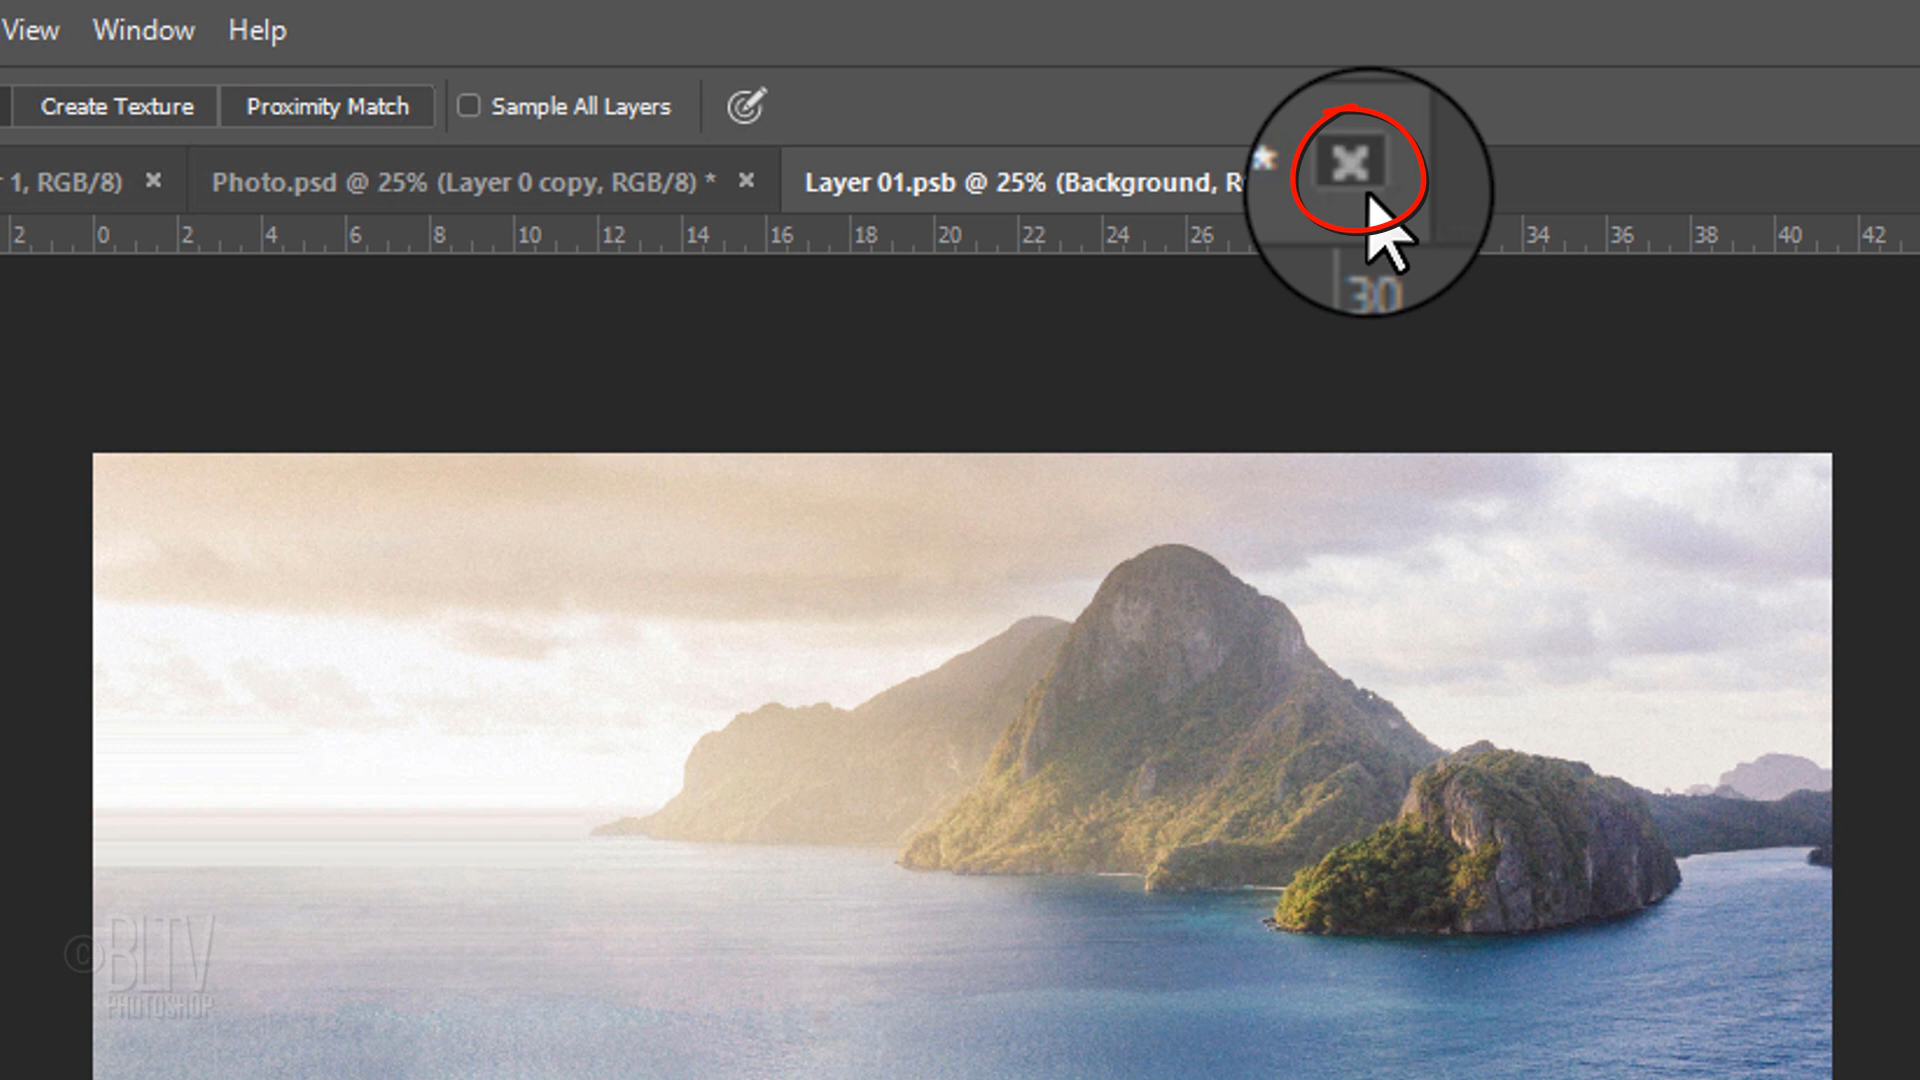 View Window Help
Create Texture Proximity Match Sample All Layers
r 1, RGB/8) × Photo.psd @ 25% (Layer 0 copy, RGB/8) * × Layer 01.psb @ 25% (Background, R * ×
2 0 2 4 6 8 10 12 14 16 18 20 22 24 26 30 34 36 38 40 42
©BLTV
PHOTOSHOP